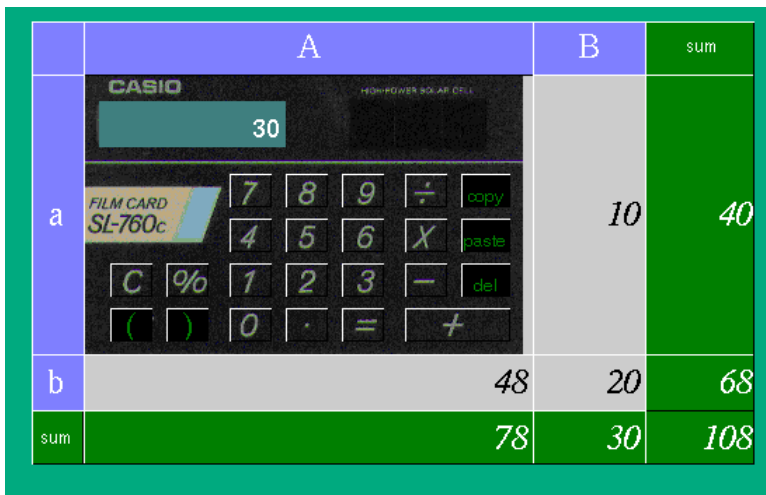 A B sum
CASIO HIGH-POWER SOLAR CELL
30
a FILM CARD 7 8 9 ÷ copy 10 40
SL-760C 4 5 6 X paste
C % 1 2 3 − del
( ) 0 · = +
b 48 20 68
sum 78 30 108